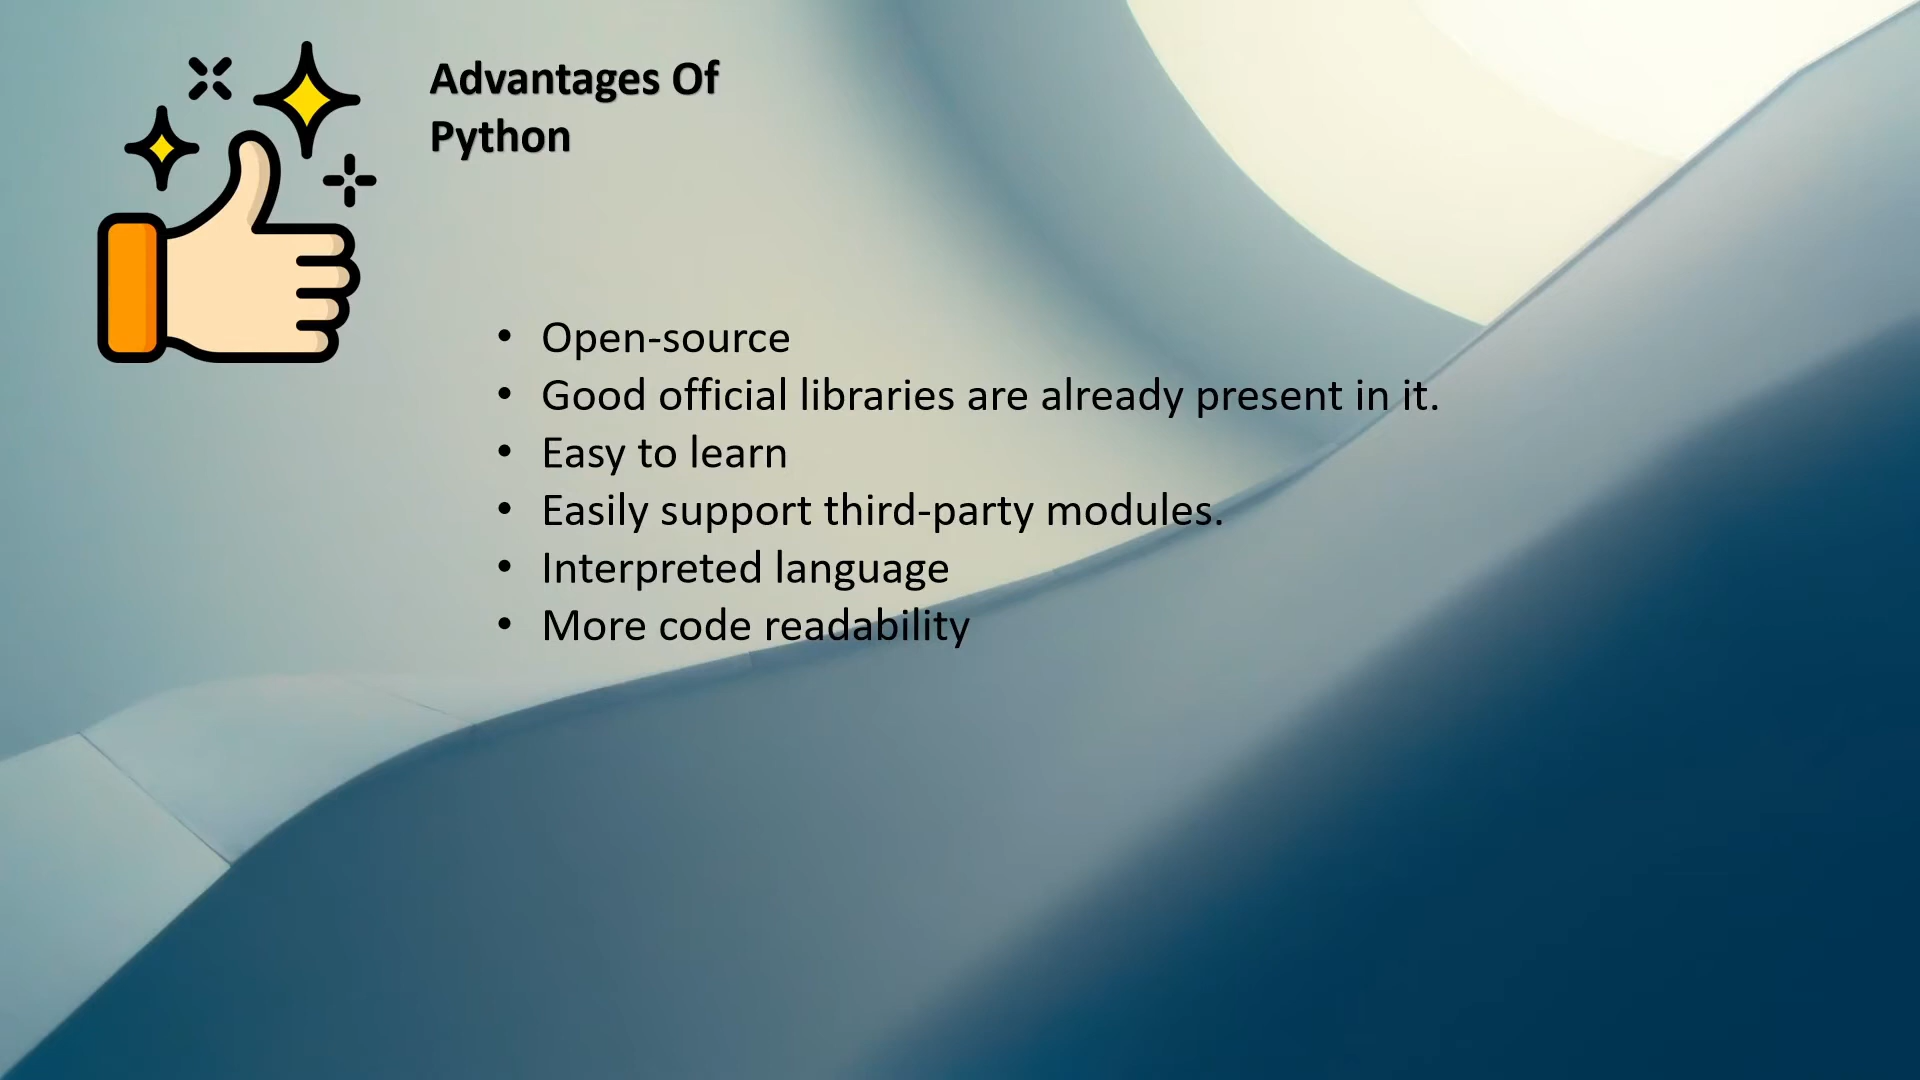 Advantages Of
Python
• Open-source
• Good official libraries are already present in it.
• Easy to learn
• Easily support third-party modules.
• Interpreted language
• More code readability